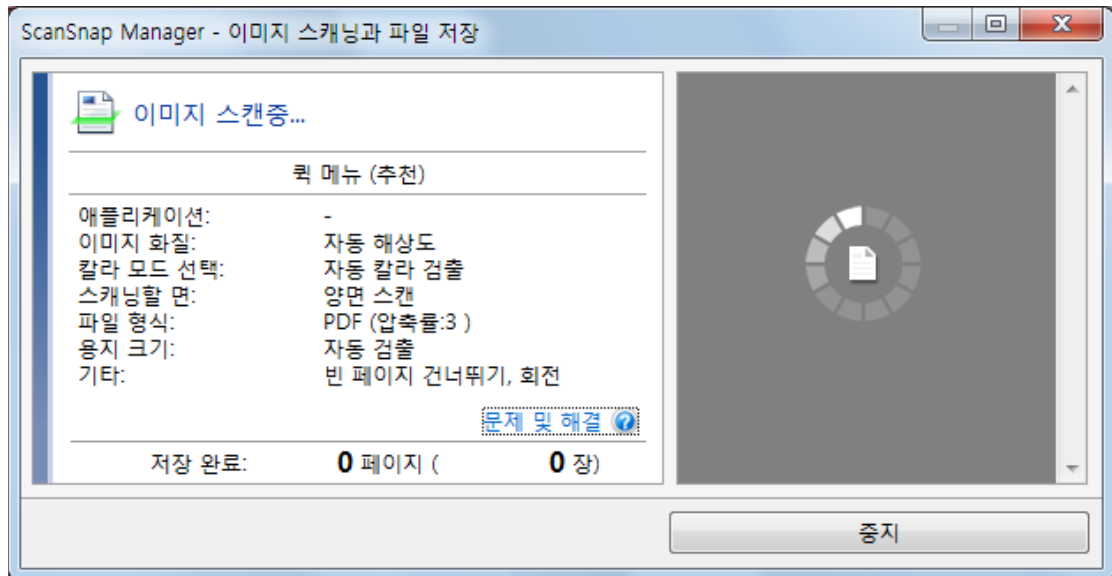 ScanSnap Manager - 이미지 스캐닝과 파일 저장
이미지 스캔중...
퀵 메뉴 (추천)
애플리케이션: -
이미지 화질: 자동 해상도
칼라 모드 선택: 자동 칼라 검출
스캐닝할 면: 양면 스캔
파일 형식: PDF (압축률:3 )
용지 크기: 자동 검출
기타: 빈 페이지 건너뛰기, 회전
문제 및 해결 ?
저장 완료: 0 페이지 ( 0 장)
중지